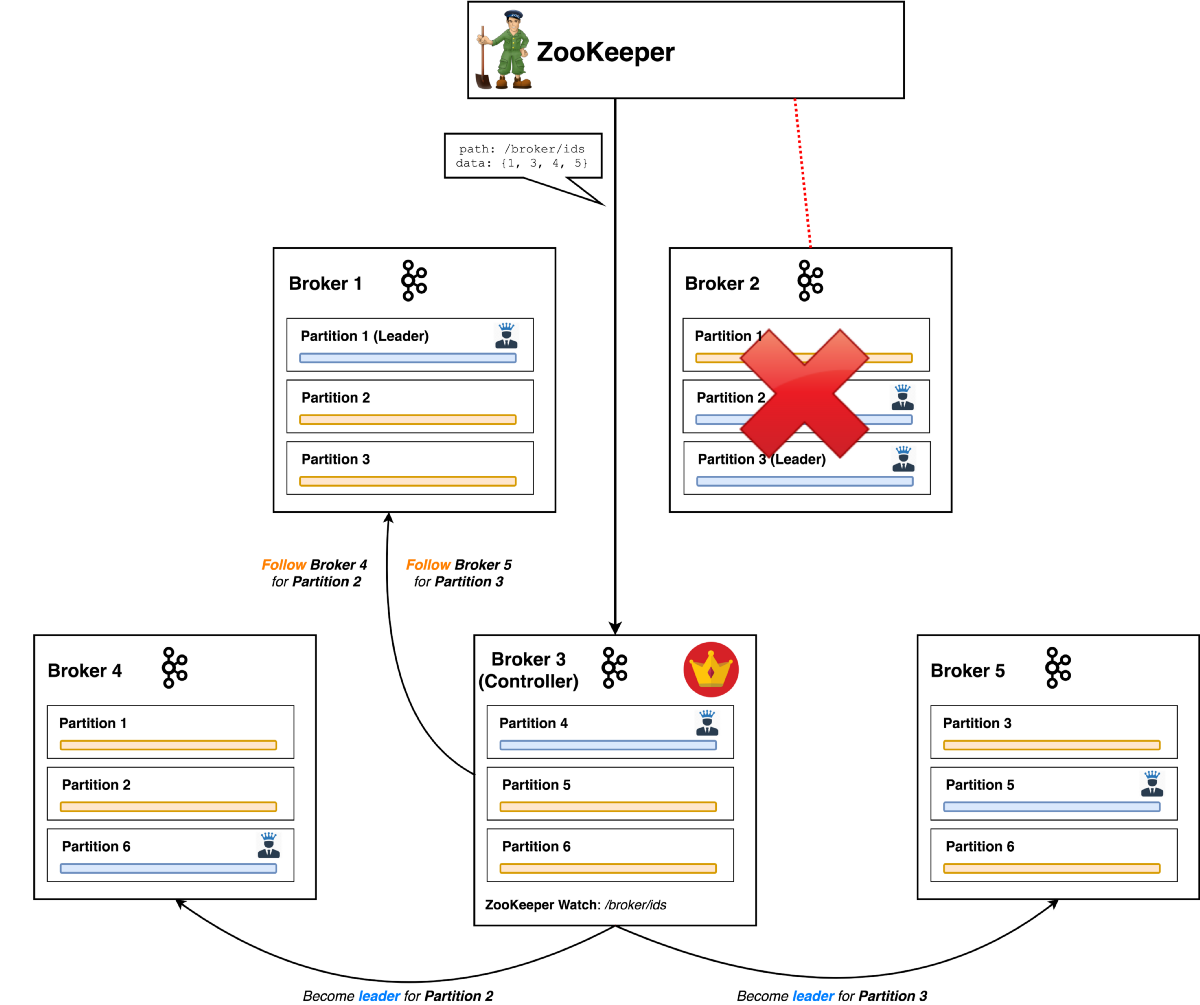 ZooKeeper
path: /broker/ids
data: {1, 3, 4, 5}
Broker 1
Partition 1 (Leader)
Partition 2
Partition 3
Broker 2
Partition 1
Partition 2
Partition 3 (Leader)
Follow Broker 4
for Partition 2
Follow Broker 5
for Partition 3
Broker 4
Partition 1
Partition 2
Partition 6
Broker 3
(Controller)
Partition 4
Partition 5
Partition 6
ZooKeeper Watch: /broker/ids
Broker 5
Partition 3
Partition 5
Partition 6
Become leader for Partition 2
Become leader for Partition 3